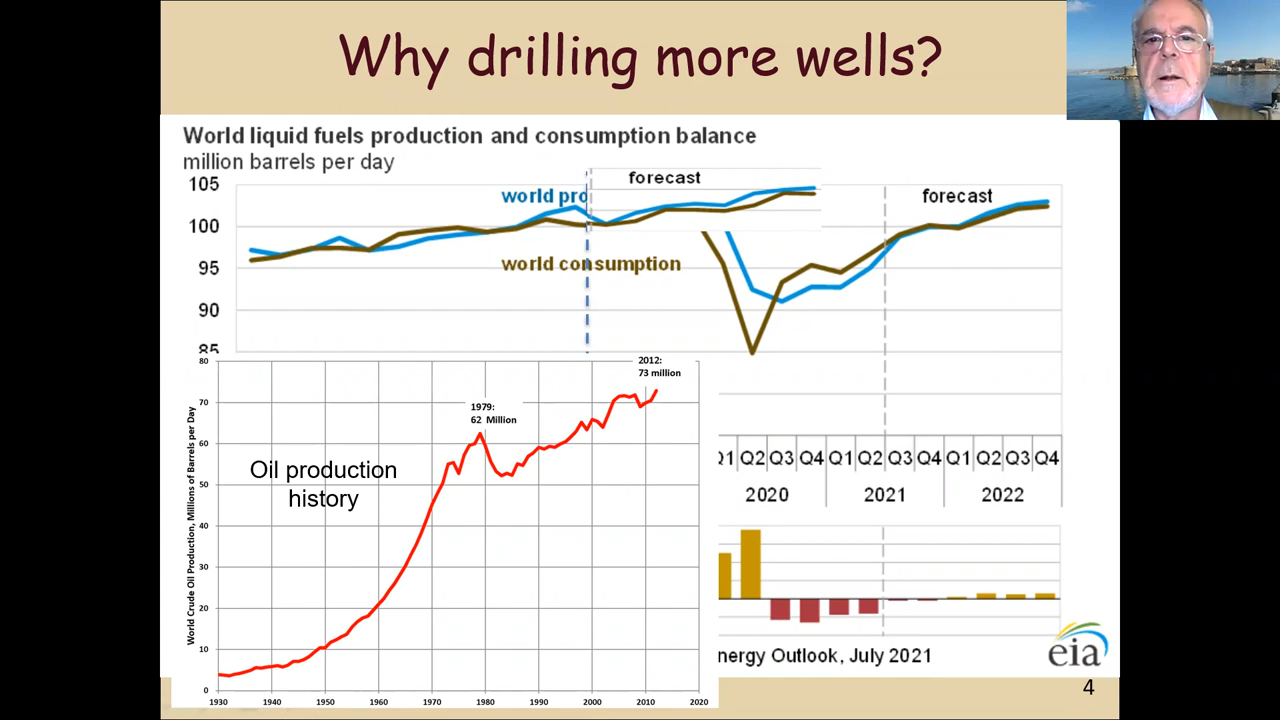 Why drilling more wells?
World liquid fuels production and consumption balance
million barrels per day
105
100
95
90
85
world pro
forecast
forecast
world consumption
80
70
60
50
40
30
20
10
0
World Crude Oil Production, Millions of Barrels per Day
1979:
62 Million
2012:
73 million
Oil production
history
1930 1940 1950 1960 1970 1980 1990 2000 2010 2020
Q1 Q2 Q3 Q4 Q1 Q2 Q3 Q4 Q1 Q2 Q3 Q4
2020 2021 2022
nergy Outlook, July 2021
eia
4